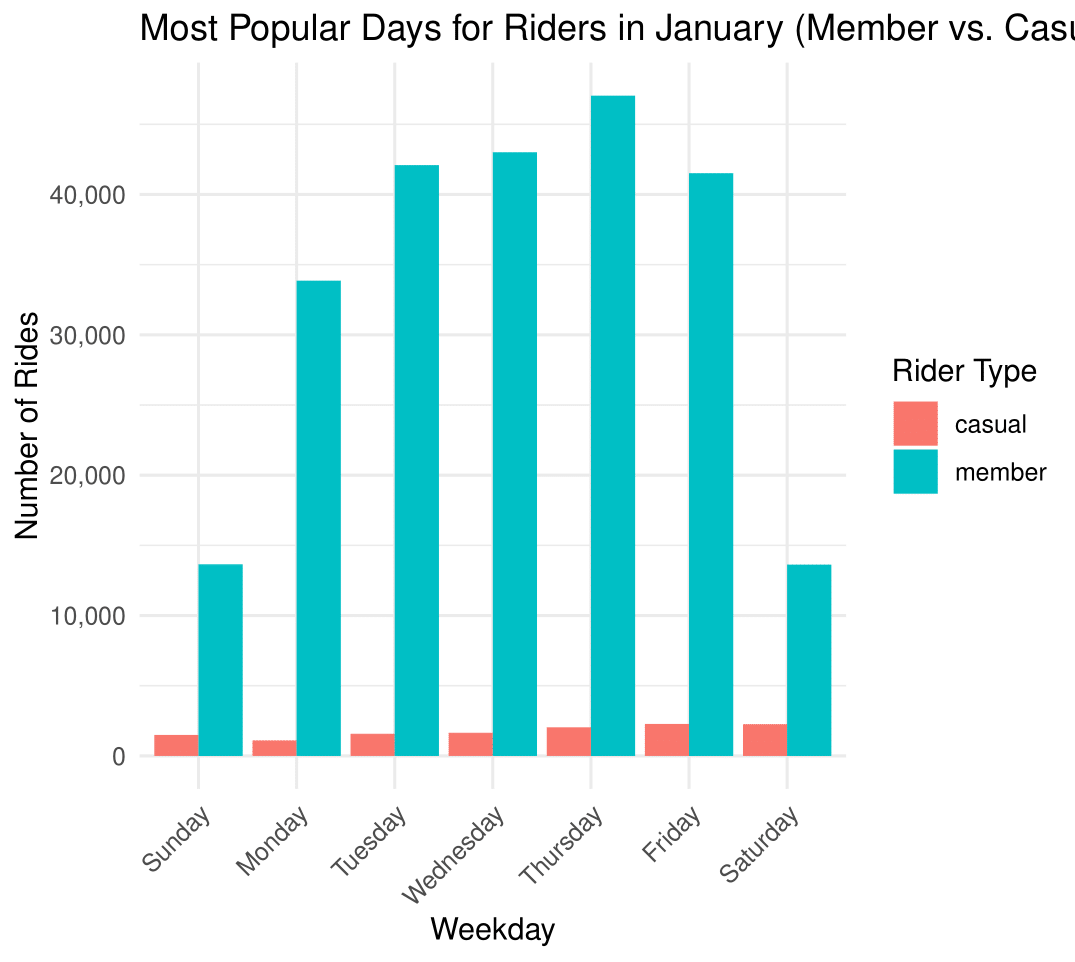 Most Popular Days for Riders in January (Member vs. Casu
40,000
30,000
20,000
10,000
0
Number of Rides
Sunday
Monday
Tuesday
Wednesday
Thursday
Friday
Saturday
Weekday
Rider Type
casual
member